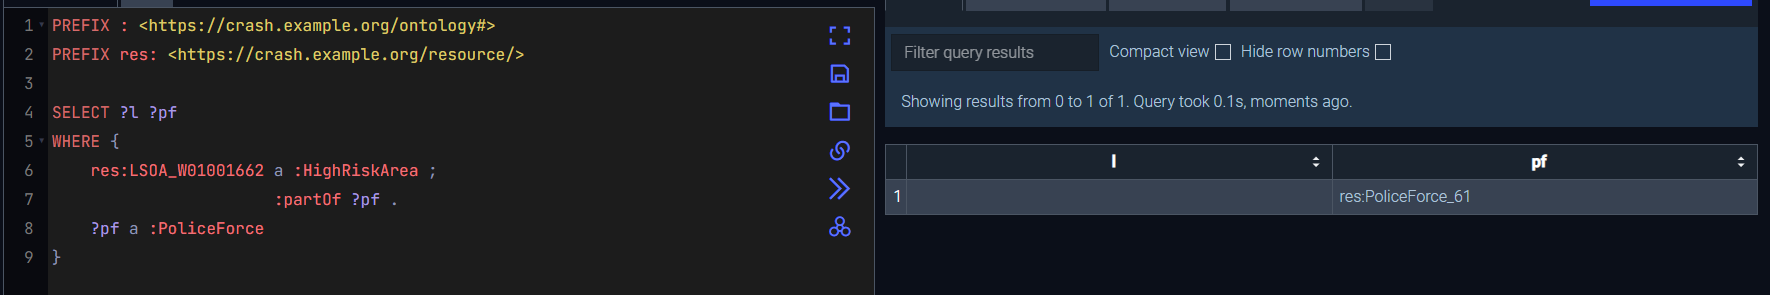 1 PREFIX : <https://crash.example.org/ontology#>
2 PREFIX res: <https://crash.example.org/resource/>
3
4 SELECT ?l ?pf
5 WHERE {
6 res:LSOA_W01001662 a :HighRiskArea ;
7 :partOf ?pf .
8 ?pf a :PoliceForce
9 }
Filter query results Compact view Hide row numbers
Showing results from 0 to 1 of 1. Query took 0.1s, moments ago.
l pf
1 res:PoliceForce_61